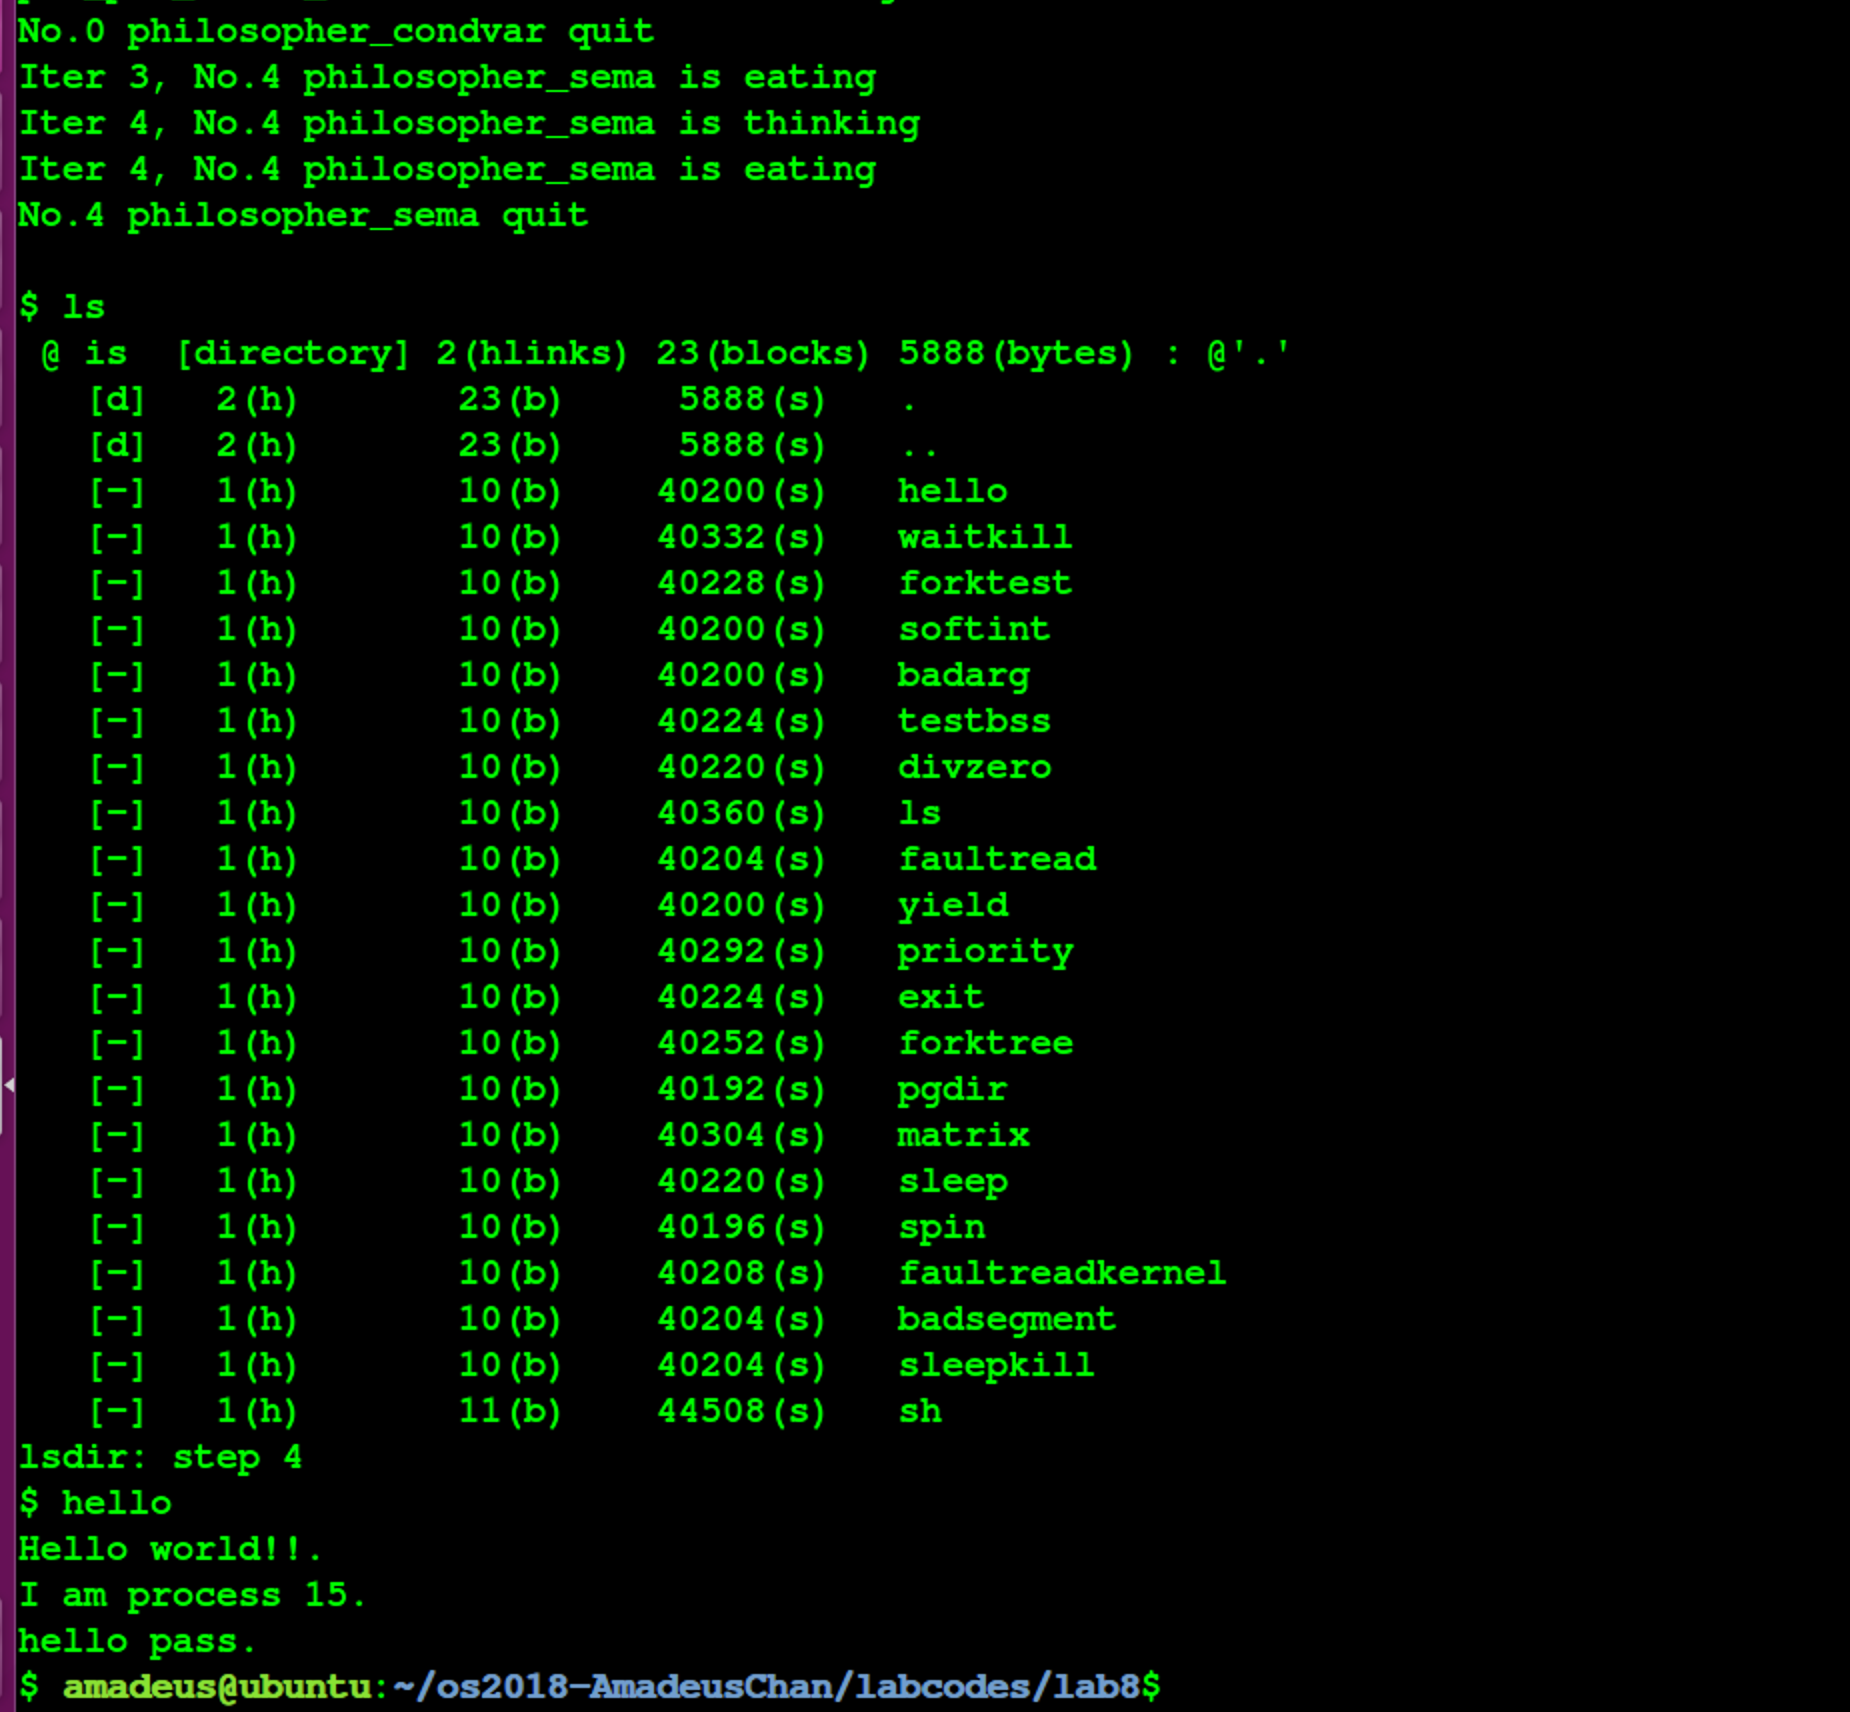 No.0 philosopher_condvar quit
Iter 3, No.4 philosopher_sema is eating
Iter 4, No.4 philosopher_sema is thinking
Iter 4, No.4 philosopher_sema is eating
No.4 philosopher_sema quit
$ ls
@ is [directory] 2(hlinks) 23(blocks) 5888(bytes) : @'.'
[d] 2(h) 23(b) 5888(s) .
[d] 2(h) 23(b) 5888(s) ..
[-] 1(h) 10(b) 40200(s) hello
[-] 1(h) 10(b) 40332(s) waitkill
[-] 1(h) 10(b) 40228(s) forktest
[-] 1(h) 10(b) 40200(s) softint
[-] 1(h) 10(b) 40200(s) badarg
[-] 1(h) 10(b) 40224(s) testbss
[-] 1(h) 10(b) 40220(s) divzero
[-] 1(h) 10(b) 40360(s) ls
[-] 1(h) 10(b) 40204(s) faultread
[-] 1(h) 10(b) 40200(s) yield
[-] 1(h) 10(b) 40292(s) priority
[-] 1(h) 10(b) 40224(s) exit
[-] 1(h) 10(b) 40252(s) forktree
[-] 1(h) 10(b) 40192(s) pgdir
[-] 1(h) 10(b) 40304(s) matrix
[-] 1(h) 10(b) 40220(s) sleep
[-] 1(h) 10(b) 40196(s) spin
[-] 1(h) 10(b) 40208(s) faultreadkernel
[-] 1(h) 10(b) 40204(s) badsegment
[-] 1(h) 10(b) 40204(s) sleepkill
[-] 1(h) 11(b) 44508(s) sh
lsdir: step 4
$ hello
Hello world!!.
I am process 15.
hello pass.
$ amadeus@ubuntu:~/os2018-AmadeusChan/labcodes/lab8$